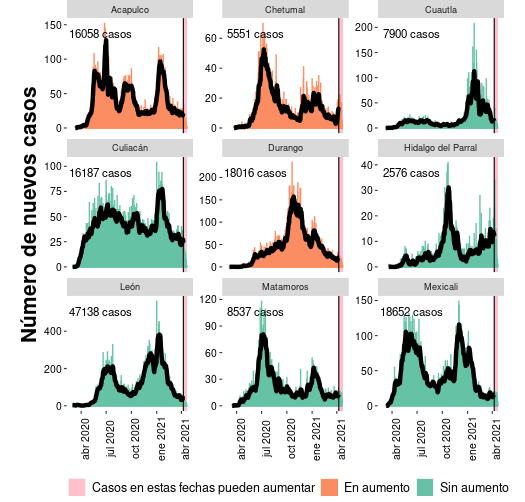 Número de nuevos casos
Acapulco
16058 casos
150
100
50
0
Chetumal
5551 casos
60
40
20
0
Cuautla
7900 casos
200
150
100
50
0
Culiacán
16187 casos
100
75
50
25
0
Durango
18016 casos
200
150
100
50
0
Hidalgo del Parral
2576 casos
40
30
20
10
0
León
47138 casos
400
200
0
abr 2020
jul 2020
oct 2020
ene 2021
abr 2021
Matamoros
8537 casos
120
90
60
30
0
abr 2020
jul 2020
oct 2020
ene 2021
abr 2021
Mexicali
18652 casos
150
100
50
0
abr 2020
jul 2020
oct 2020
ene 2021
abr 2021
Casos en estas fechas pueden aumentar
En aumento
Sin aumento